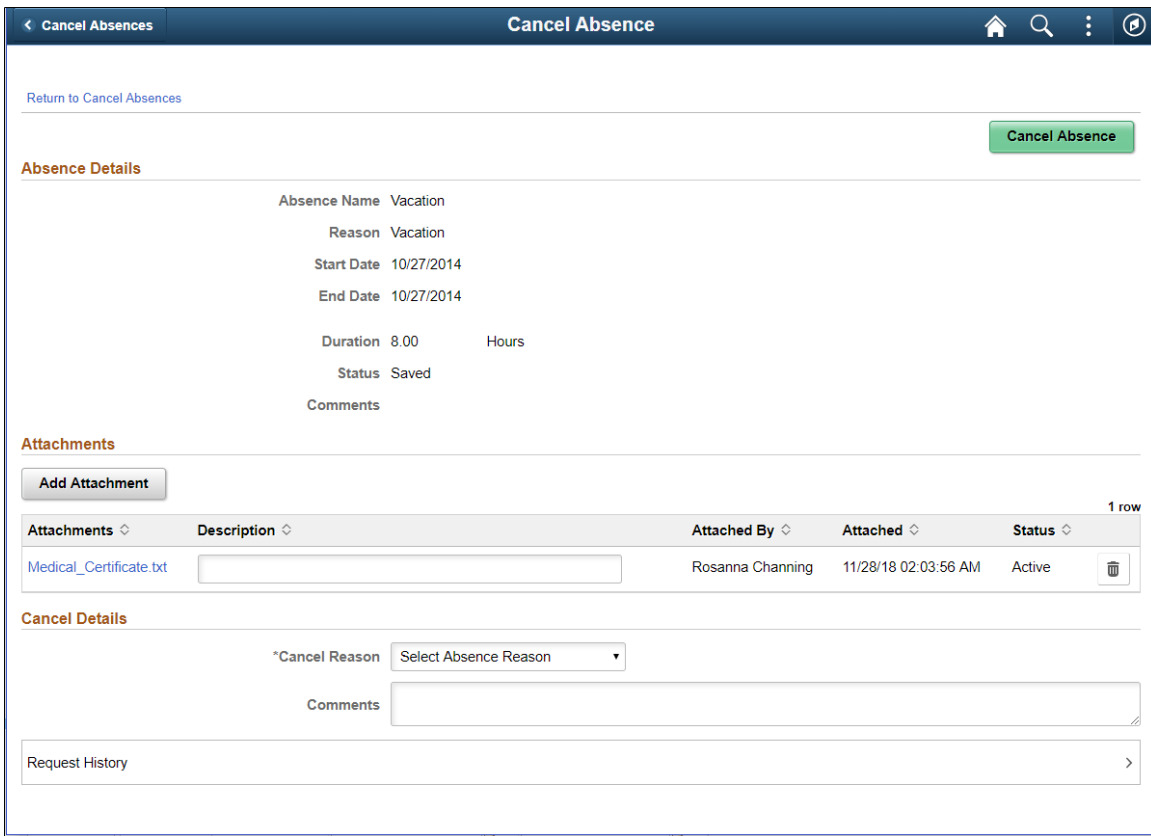 Cancel Absences Cancel Absence
Return to Cancel Absences
Cancel Absence
Absence Details
Absence Name Vacation
Reason Vacation
Start Date 10/27/2014
End Date 10/27/2014
Duration 8.00 Hours
Status Saved
Comments
Attachments
Add Attachment
1 row
Attachments Description Attached By Attached Status
Medical_Certificate.txt Rosanna Channing 11/28/18 02:03:56 AM Active
Cancel Details
*Cancel Reason Select Absence Reason
Comments
Request History